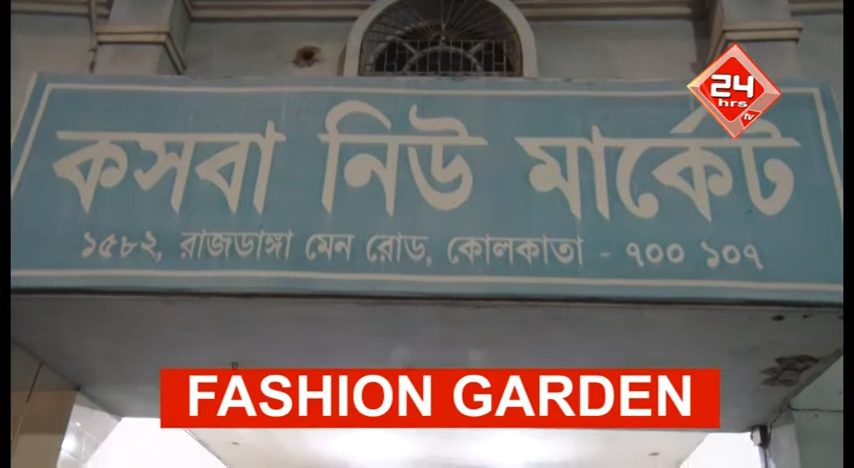 24
hrs
tv
কসবা নিউ মার্কেট
১৫৮২, রাজডাঙ্গা মেন রোড, কোলকাতা - ৭০০ ১০৭
FASHION GARDEN